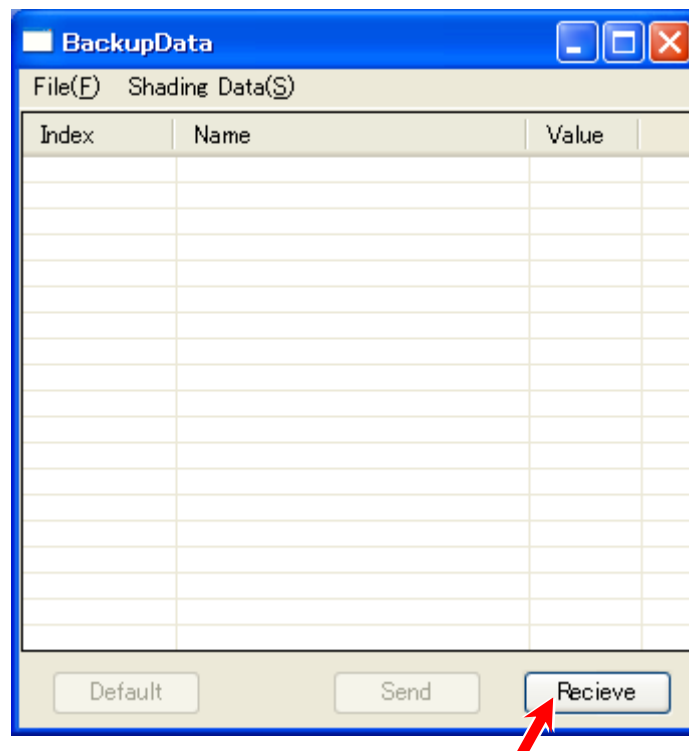 BackupData
File(F) Shading Data(S)
Index Name Value
Default Send Recieve